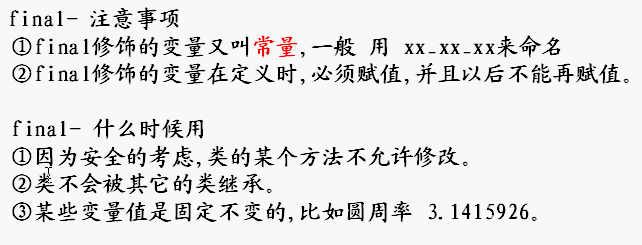 final- 注意事项
①final修饰的变量又叫常量,一般 用 xx_xx_xx来命名
②final修饰的变量在定义时,必须赋值,并且以后不能再赋值。
final- 什么时候用
①因为安全的考虑,类的某个方法不允许修改。
②类不会被其它的类继承。
③某些变量值是固定不变的,比如圆周率 3.1415926。